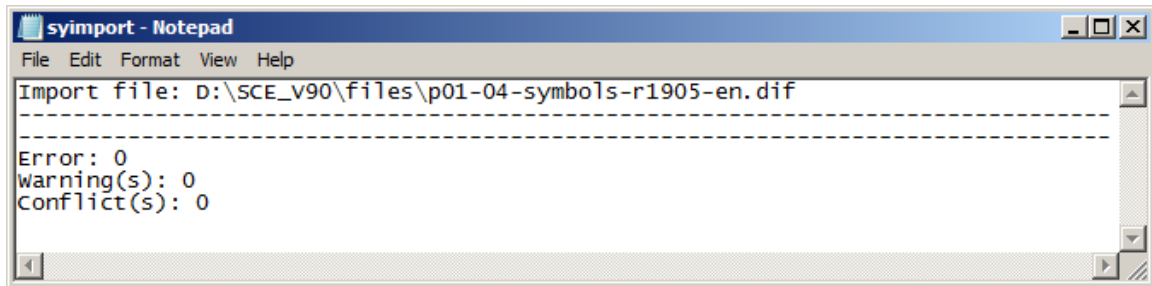 syimport - Notepad
File Edit Format View Help
Import file: D:\SCE_V90\files\p01-04-symbols-r1905-en.dif
--------------------------------------------------------------------------------
--------------------------------------------------------------------------------
Error: 0
Warning(s): 0
Conflict(s): 0